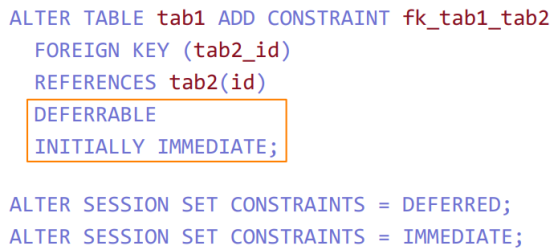 ALTER TABLE tab1 ADD CONSTRAINT fk_tab1_tab2
FOREIGN KEY (tab2_id)
REFERENCES tab2(id)
DEFERRABLE
INITIALLY IMMEDIATE;
ALTER SESSION SET CONSTRAINTS = DEFERRED;
ALTER SESSION SET CONSTRAINTS = IMMEDIATE;